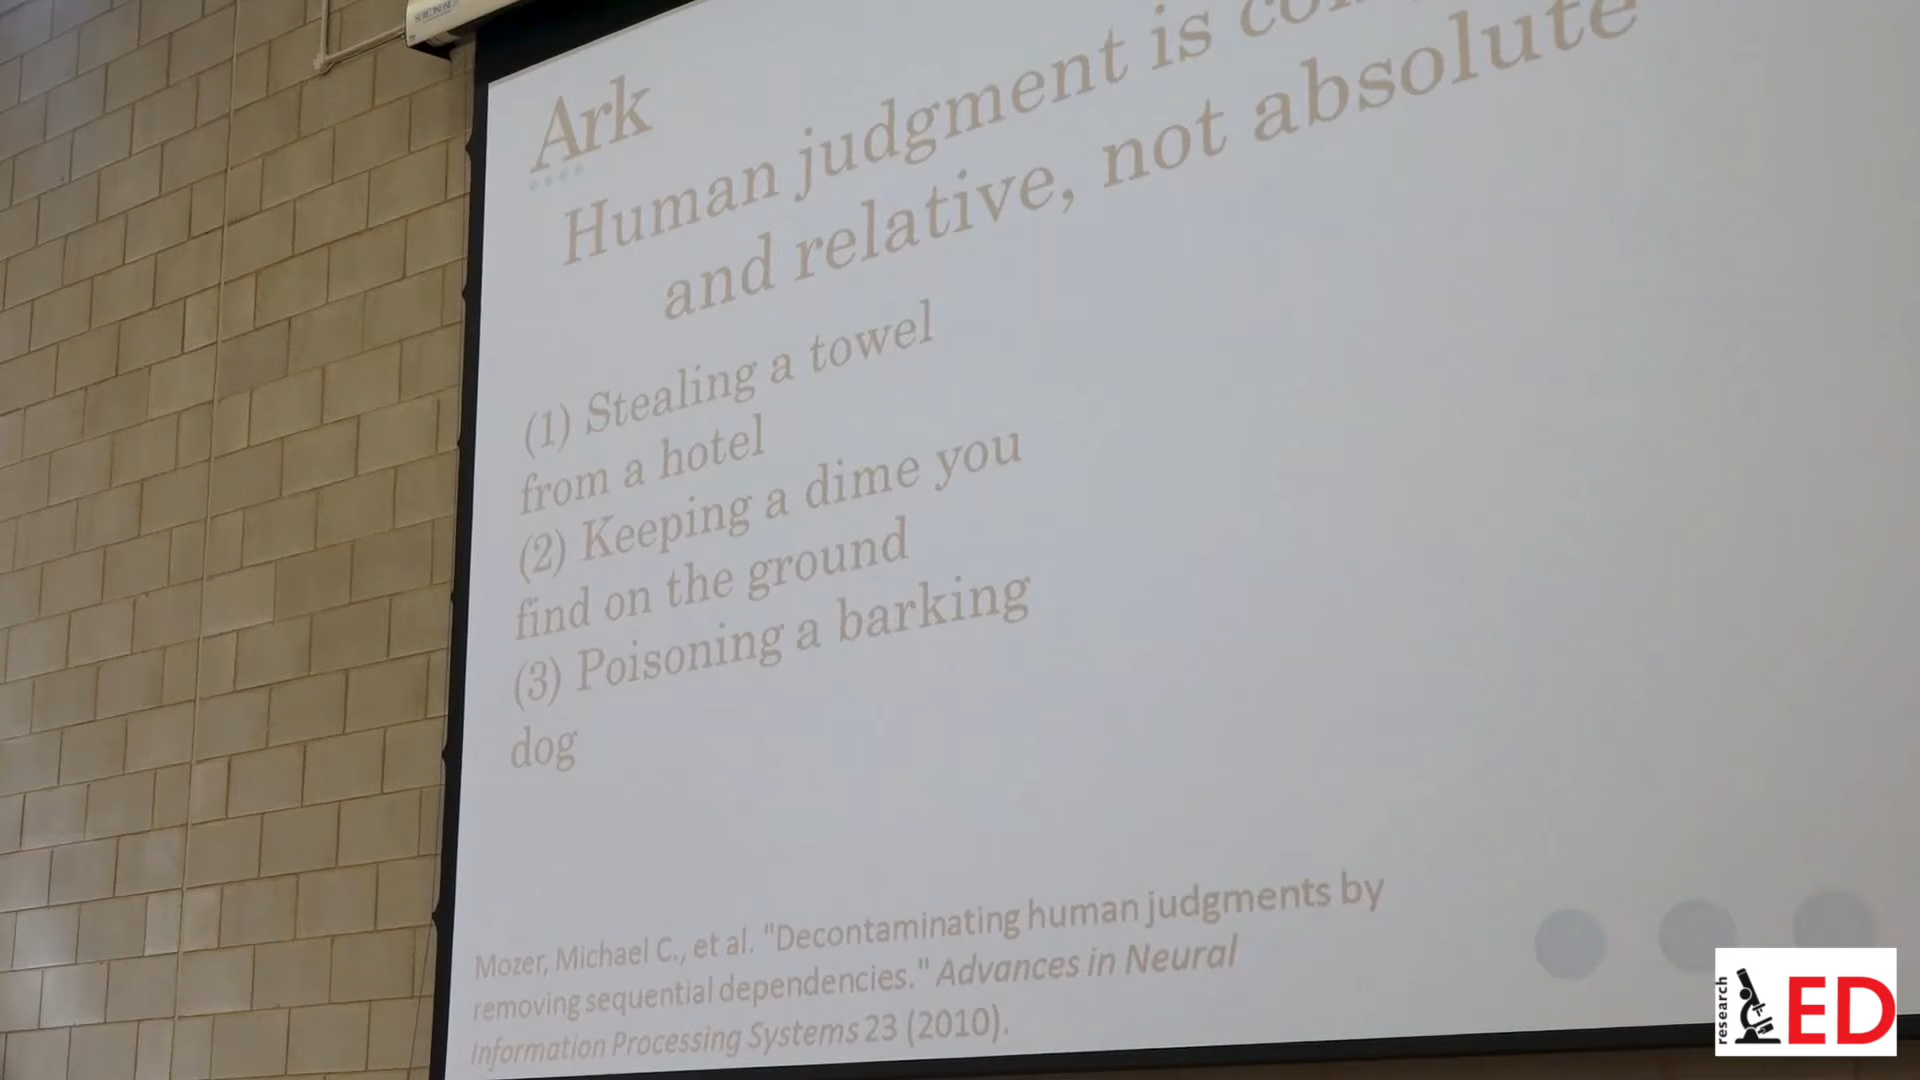 Ark
Human judgment is
and relative, not absolute
(1) Stealing a towel
from a hotel
(2) Keeping a dime you
find on the ground
(3) Poisoning a barking
dog
Mozer, Michael C., et al. "Decontaminating human judgments by
removing sequential dependencies." Advances in Neural
Information Processing Systems 23 (2010).
research
ED